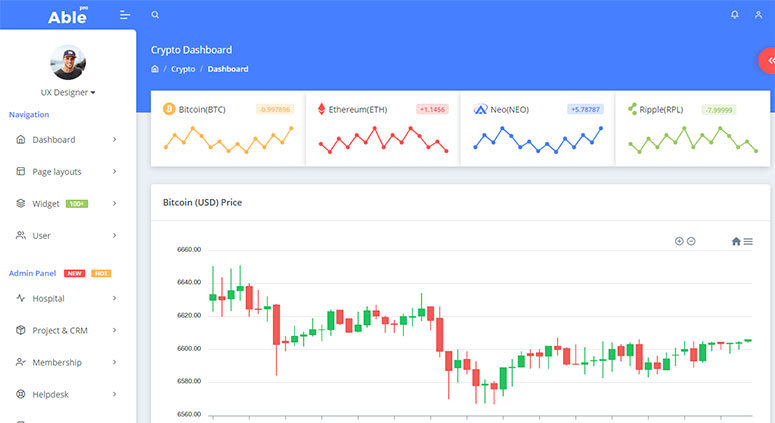 Able pro
Crypto Dashboard
/ Crypto / Dashboard
UX Designer
Navigation
Dashboard
Page layouts
Widget 100+
User
Admin Panel NEW HOT
Hospital
Project & CRM
Membership
Helpdesk
Bitcoin(BTC) -0.997896
Ethereum(ETH) +1.1456
Neo(NEO) +5.78787
Ripple(RPL) -7.99999
Bitcoin (USD) Price
6660.00
6640.00
6620.00
6600.00
6580.00
6560.00